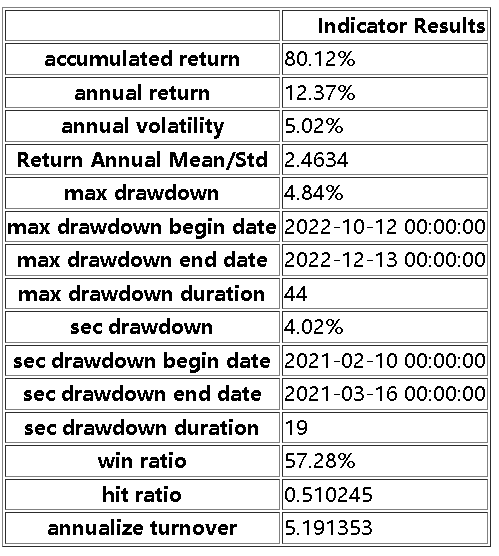 Indicator Results
accumulated return 80.12%
annual return 12.37%
annual volatility 5.02%
Return Annual Mean/Std 2.4634
max drawdown 4.84%
max drawdown begin date 2022-10-12 00:00:00
max drawdown end date 2022-12-13 00:00:00
max drawdown duration 44
sec drawdown 4.02%
sec drawdown begin date 2021-02-10 00:00:00
sec drawdown end date 2021-03-16 00:00:00
sec drawdown duration 19
win ratio 57.28%
hit ratio 0.510245
annualize turnover 5.191353